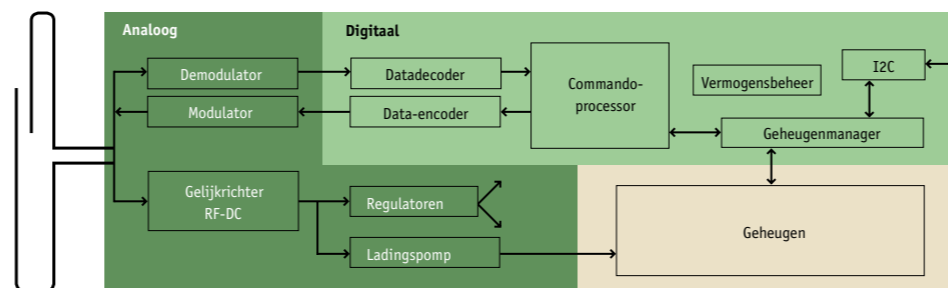 Analoog
Digitaal
Demodulator
Datadecoder
Commando-
processor
Vermogensbeheer
I2C
Modulator
Data-encoder
Geheugenmanager
Gelijkrichter
RF-DC
Regulatoren
Ladingspomp
Geheugen